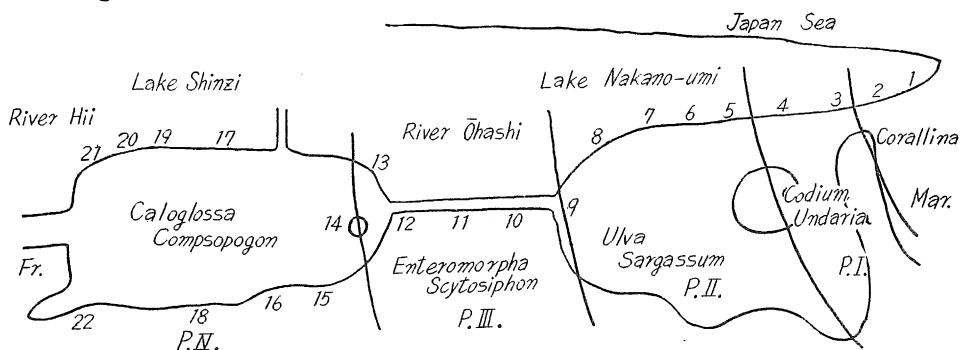 Japan Sea
Lake Shinzi
Lake Nakano-umi
River Hii
River Ōhashi
1
2
3
4
5
6
7
8
9
10
11
12
13
14
15
16
17
18
19
20
21
22
Corallina
Mar.
Codium
Undaria
P.I.
Ulva
Sargassum
P.II.
Enteromorpha
Scytosiphon
P.III.
Caloglossa
Compsopogon
Fr.
P.IV.